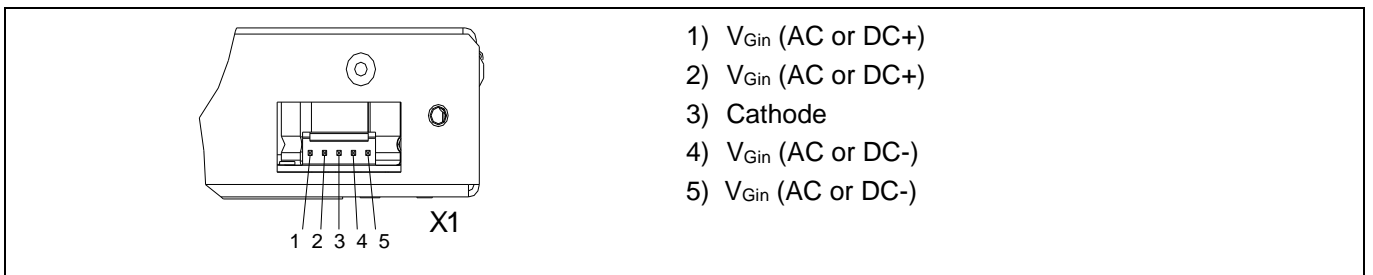 1) VGin (AC or DC+)
2) VGin (AC or DC+)
3) Cathode
4) VGin (AC or DC-)
5) VGin (AC or DC-)
X1
1 2 3 4 5